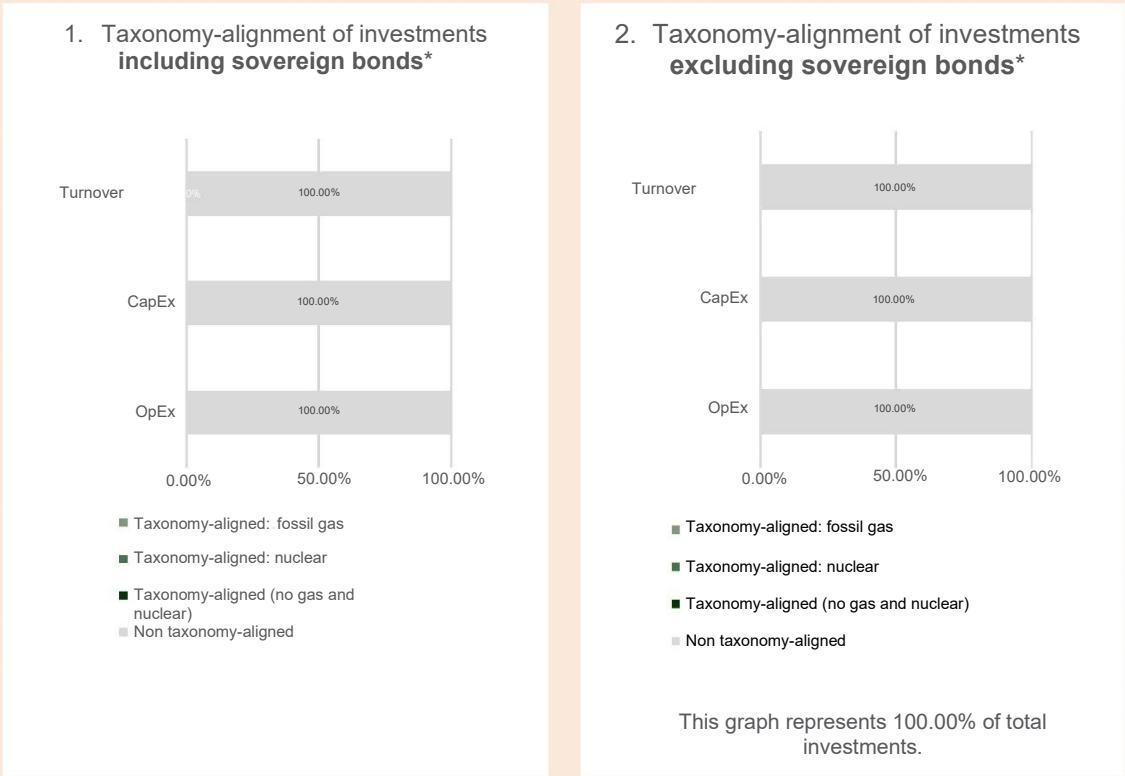 1. Taxonomy-alignment of investments
including sovereign bonds*
Turnover
0%
100.00%
CapEx
100.00%
OpEx
100.00%
0.00%
50.00%
100.00%
Taxonomy-aligned: fossil gas
Taxonomy-aligned: nuclear
Taxonomy-aligned (no gas and
nuclear)
Non taxonomy-aligned
2. Taxonomy-alignment of investments
excluding sovereign bonds*
Turnover
100.00%
CapEx
100.00%
OpEx
100.00%
0.00%
50.00%
100.00%
Taxonomy-aligned: fossil gas
Taxonomy-aligned: nuclear
Taxonomy-aligned (no gas and nuclear)
Non taxonomy-aligned
This graph represents 100.00% of total
investments.